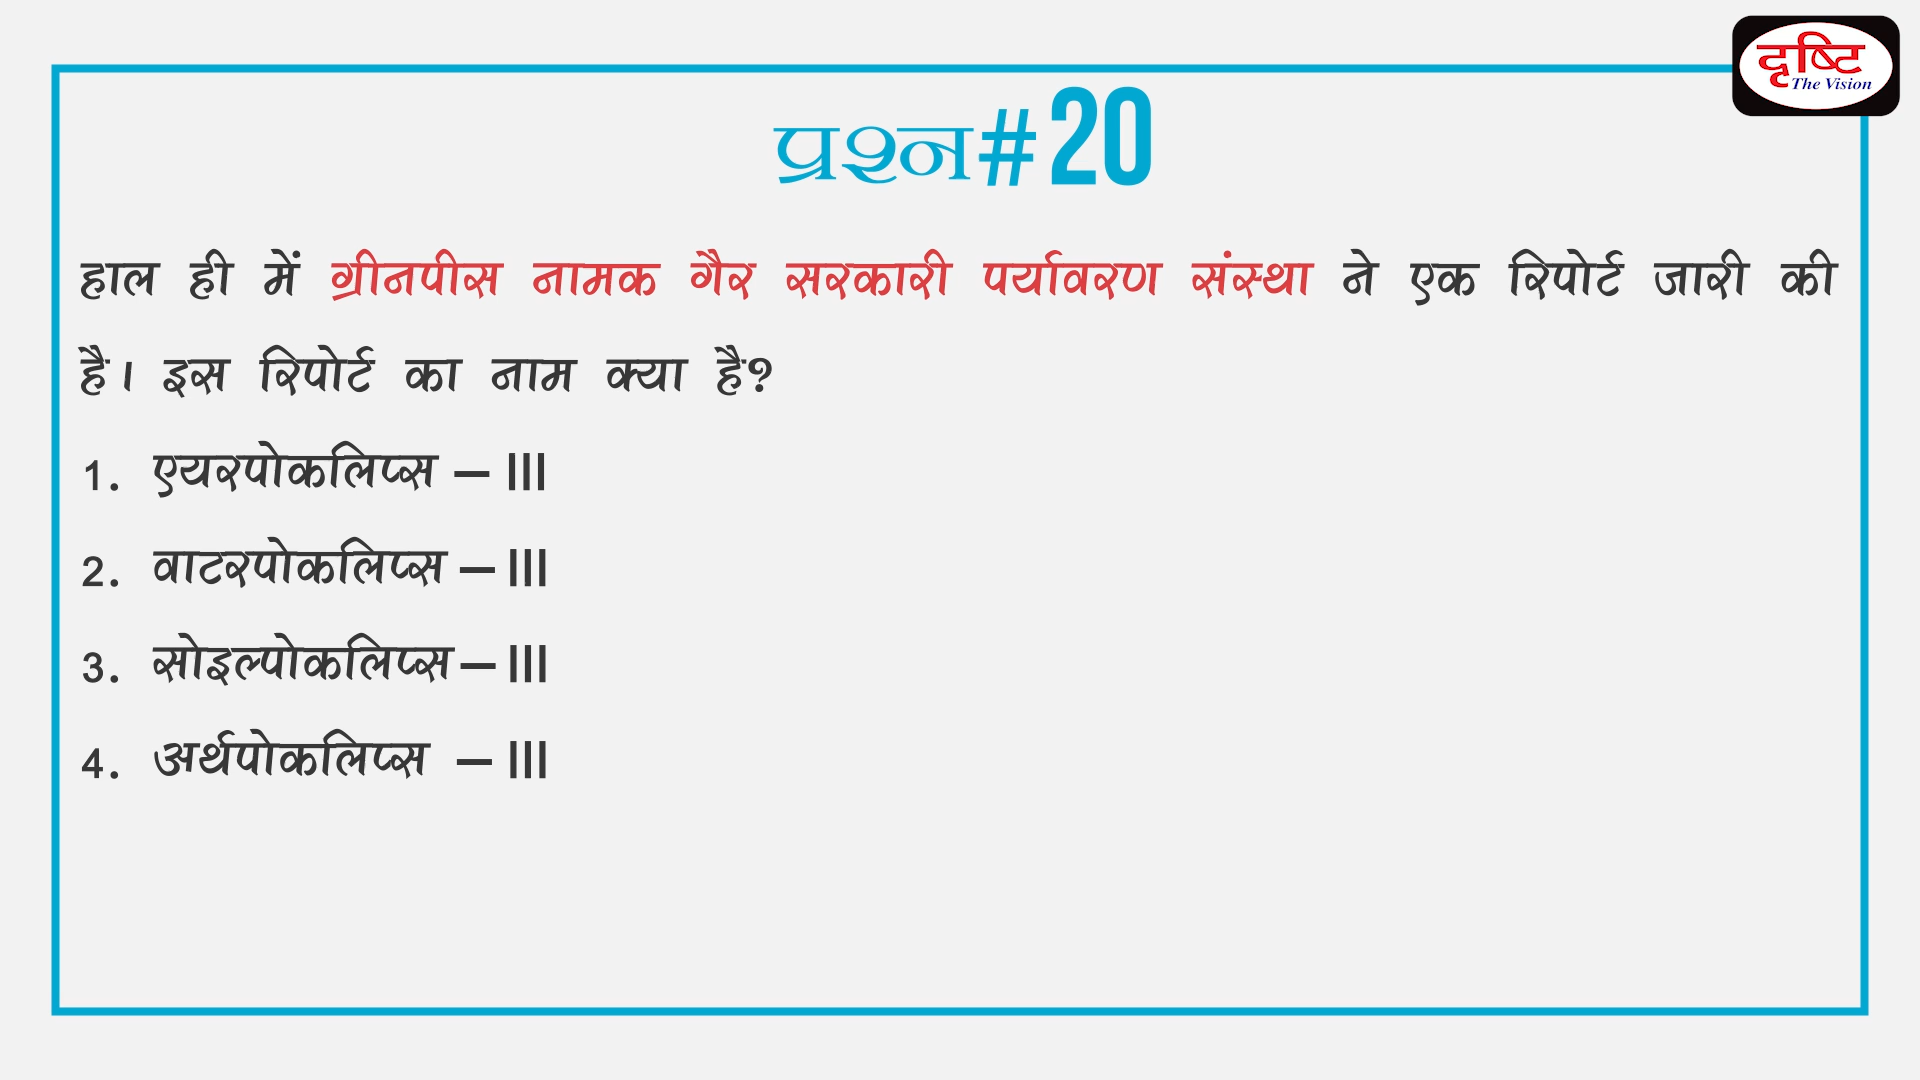 दृष्टि
The Vision
प्रश्न#20
हाल ही में ग्रीनपीस नामक गैर सरकारी पर्यावरण संस्था ने एक रिपोर्ट जारी की
है। इस रिपोर्ट का नाम क्या है?
1. एयरपोकलिप्स – III
2. वाटरपोकलिप्स – III
3. सोइल्पोकलिप्स– III
4. अर्थपोकलिप्स – III